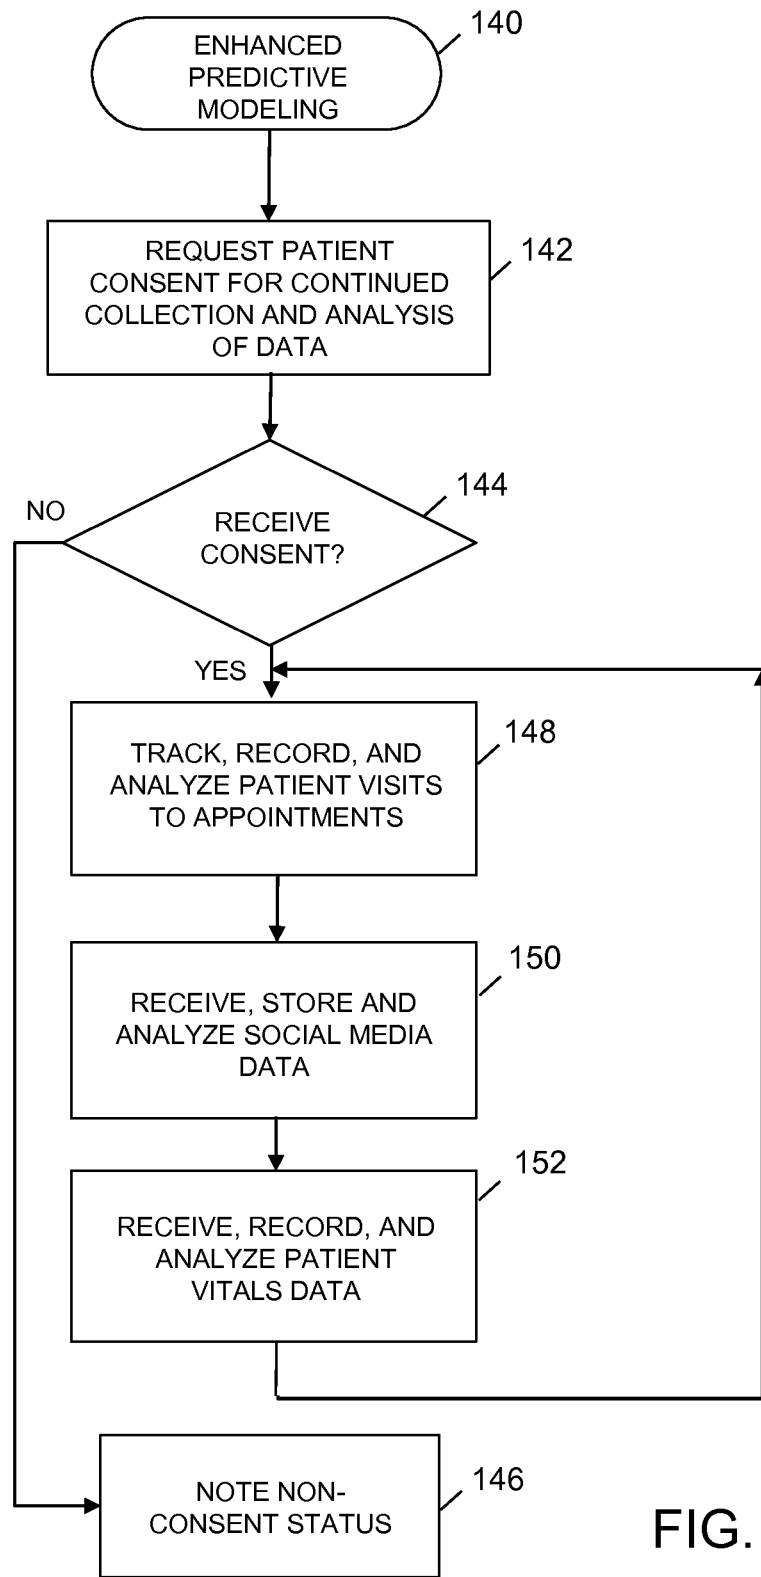 ENHANCED
PREDICTIVE
MODELING
140
REQUEST PATIENT
CONSENT FOR CONTINUED
COLLECTION AND ANALYSIS
OF DATA
142
RECEIVE
CONSENT?
144
NO
YES
TRACK, RECORD, AND
ANALYZE PATIENT VISITS
TO APPOINTMENTS
148
RECEIVE, STORE AND
ANALYZE SOCIAL MEDIA
DATA
150
RECEIVE, RECORD, AND
ANALYZE PATIENT
VITALS DATA
152
NOTE NON-
CONSENT STATUS
146
FIG.